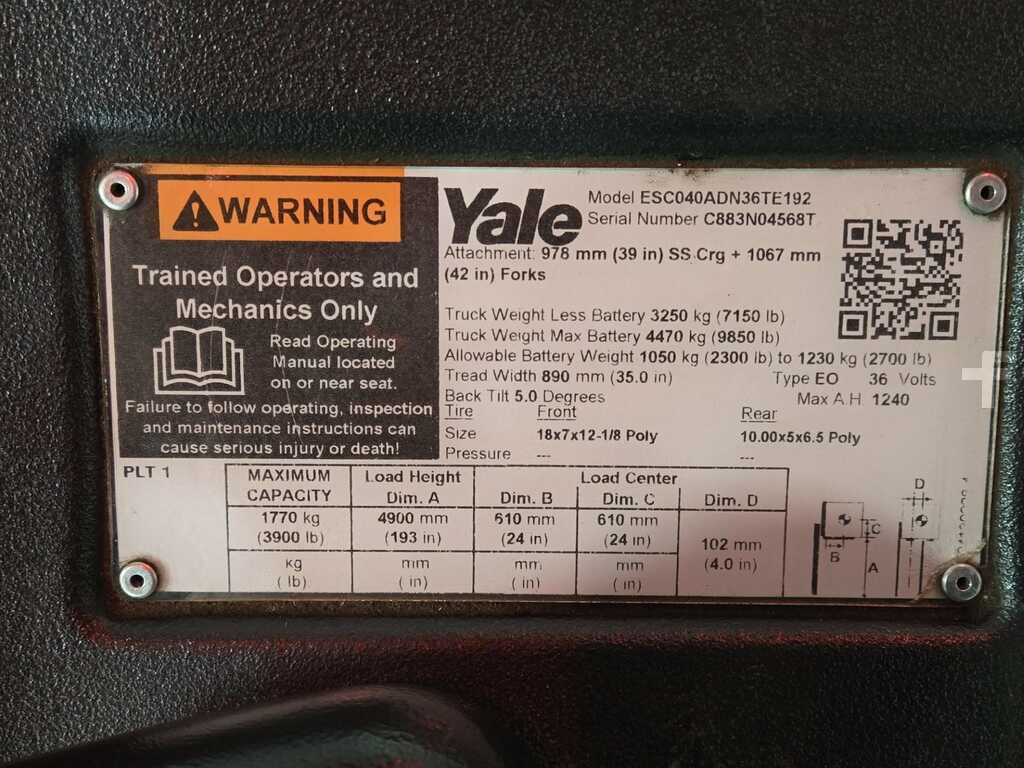 WARNING
Trained Operators and
Mechanics Only
Read Operating
Manual located
on or near seat.
Failure to follow operating, inspection
and maintenance instructions can
cause serious injury or death!
Yale
Model ESC040ADN36TE192
Serial Number C883N04568T
Attachment: 978 mm (39 in) SS Crg + 1067 mm
(42 in) Forks
Truck Weight Less Battery 3250 kg (7150 lb)
Truck Weight Max Battery 4470 kg (9850 lb)
Allowable Battery Weight 1050 kg (2300 lb) to 1230 kg (2700 lb)
Tread Width 890 mm (35.0 in) Type EO 36 Volts
Back Tilt 5.0 Degrees Max A.H 1240
Tire Front Rear
Size 18x7x12-1/8 Poly 10.00x5x6.5 Poly
Pressure --- ---
PLT 1
MAXIMUM Load Height Load Center
CAPACITY Dim. A Dim. B Dim. C Dim. D
1770 kg 4900 mm 610 mm 610 mm
(3900 lb) (193 in) (24 in) (24 in) 102 mm
(4.0 in)
kg mm mm mm
( lb) ( in) ( in) ( in)
D
C
B
A